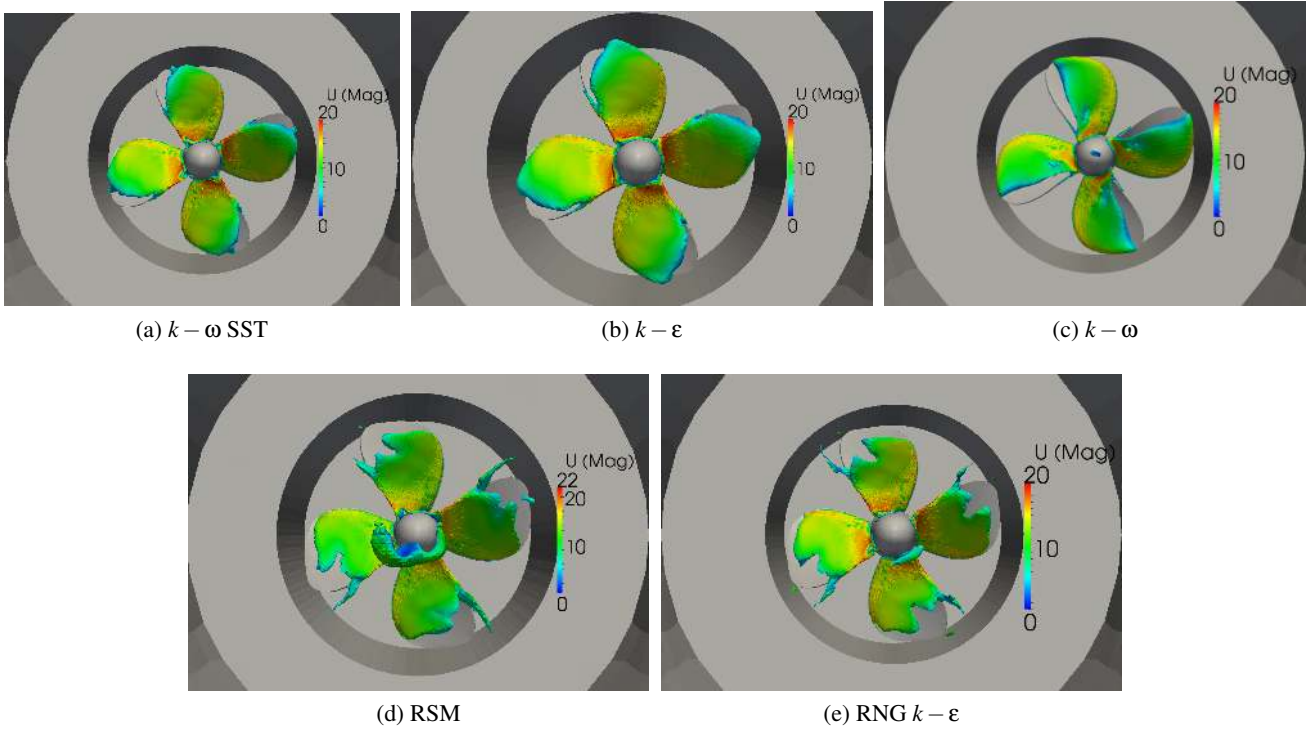 U (Mag)
20
10
0
U (Mag)
20
10
0
U (Mag)
20
10
0
(a) k − ω SST
(b) k − ε
(c) k − ω
U (Mag)
22
20
10
0
U (Mag)
20
10
0
(d) RSM
(e) RNG k − ε